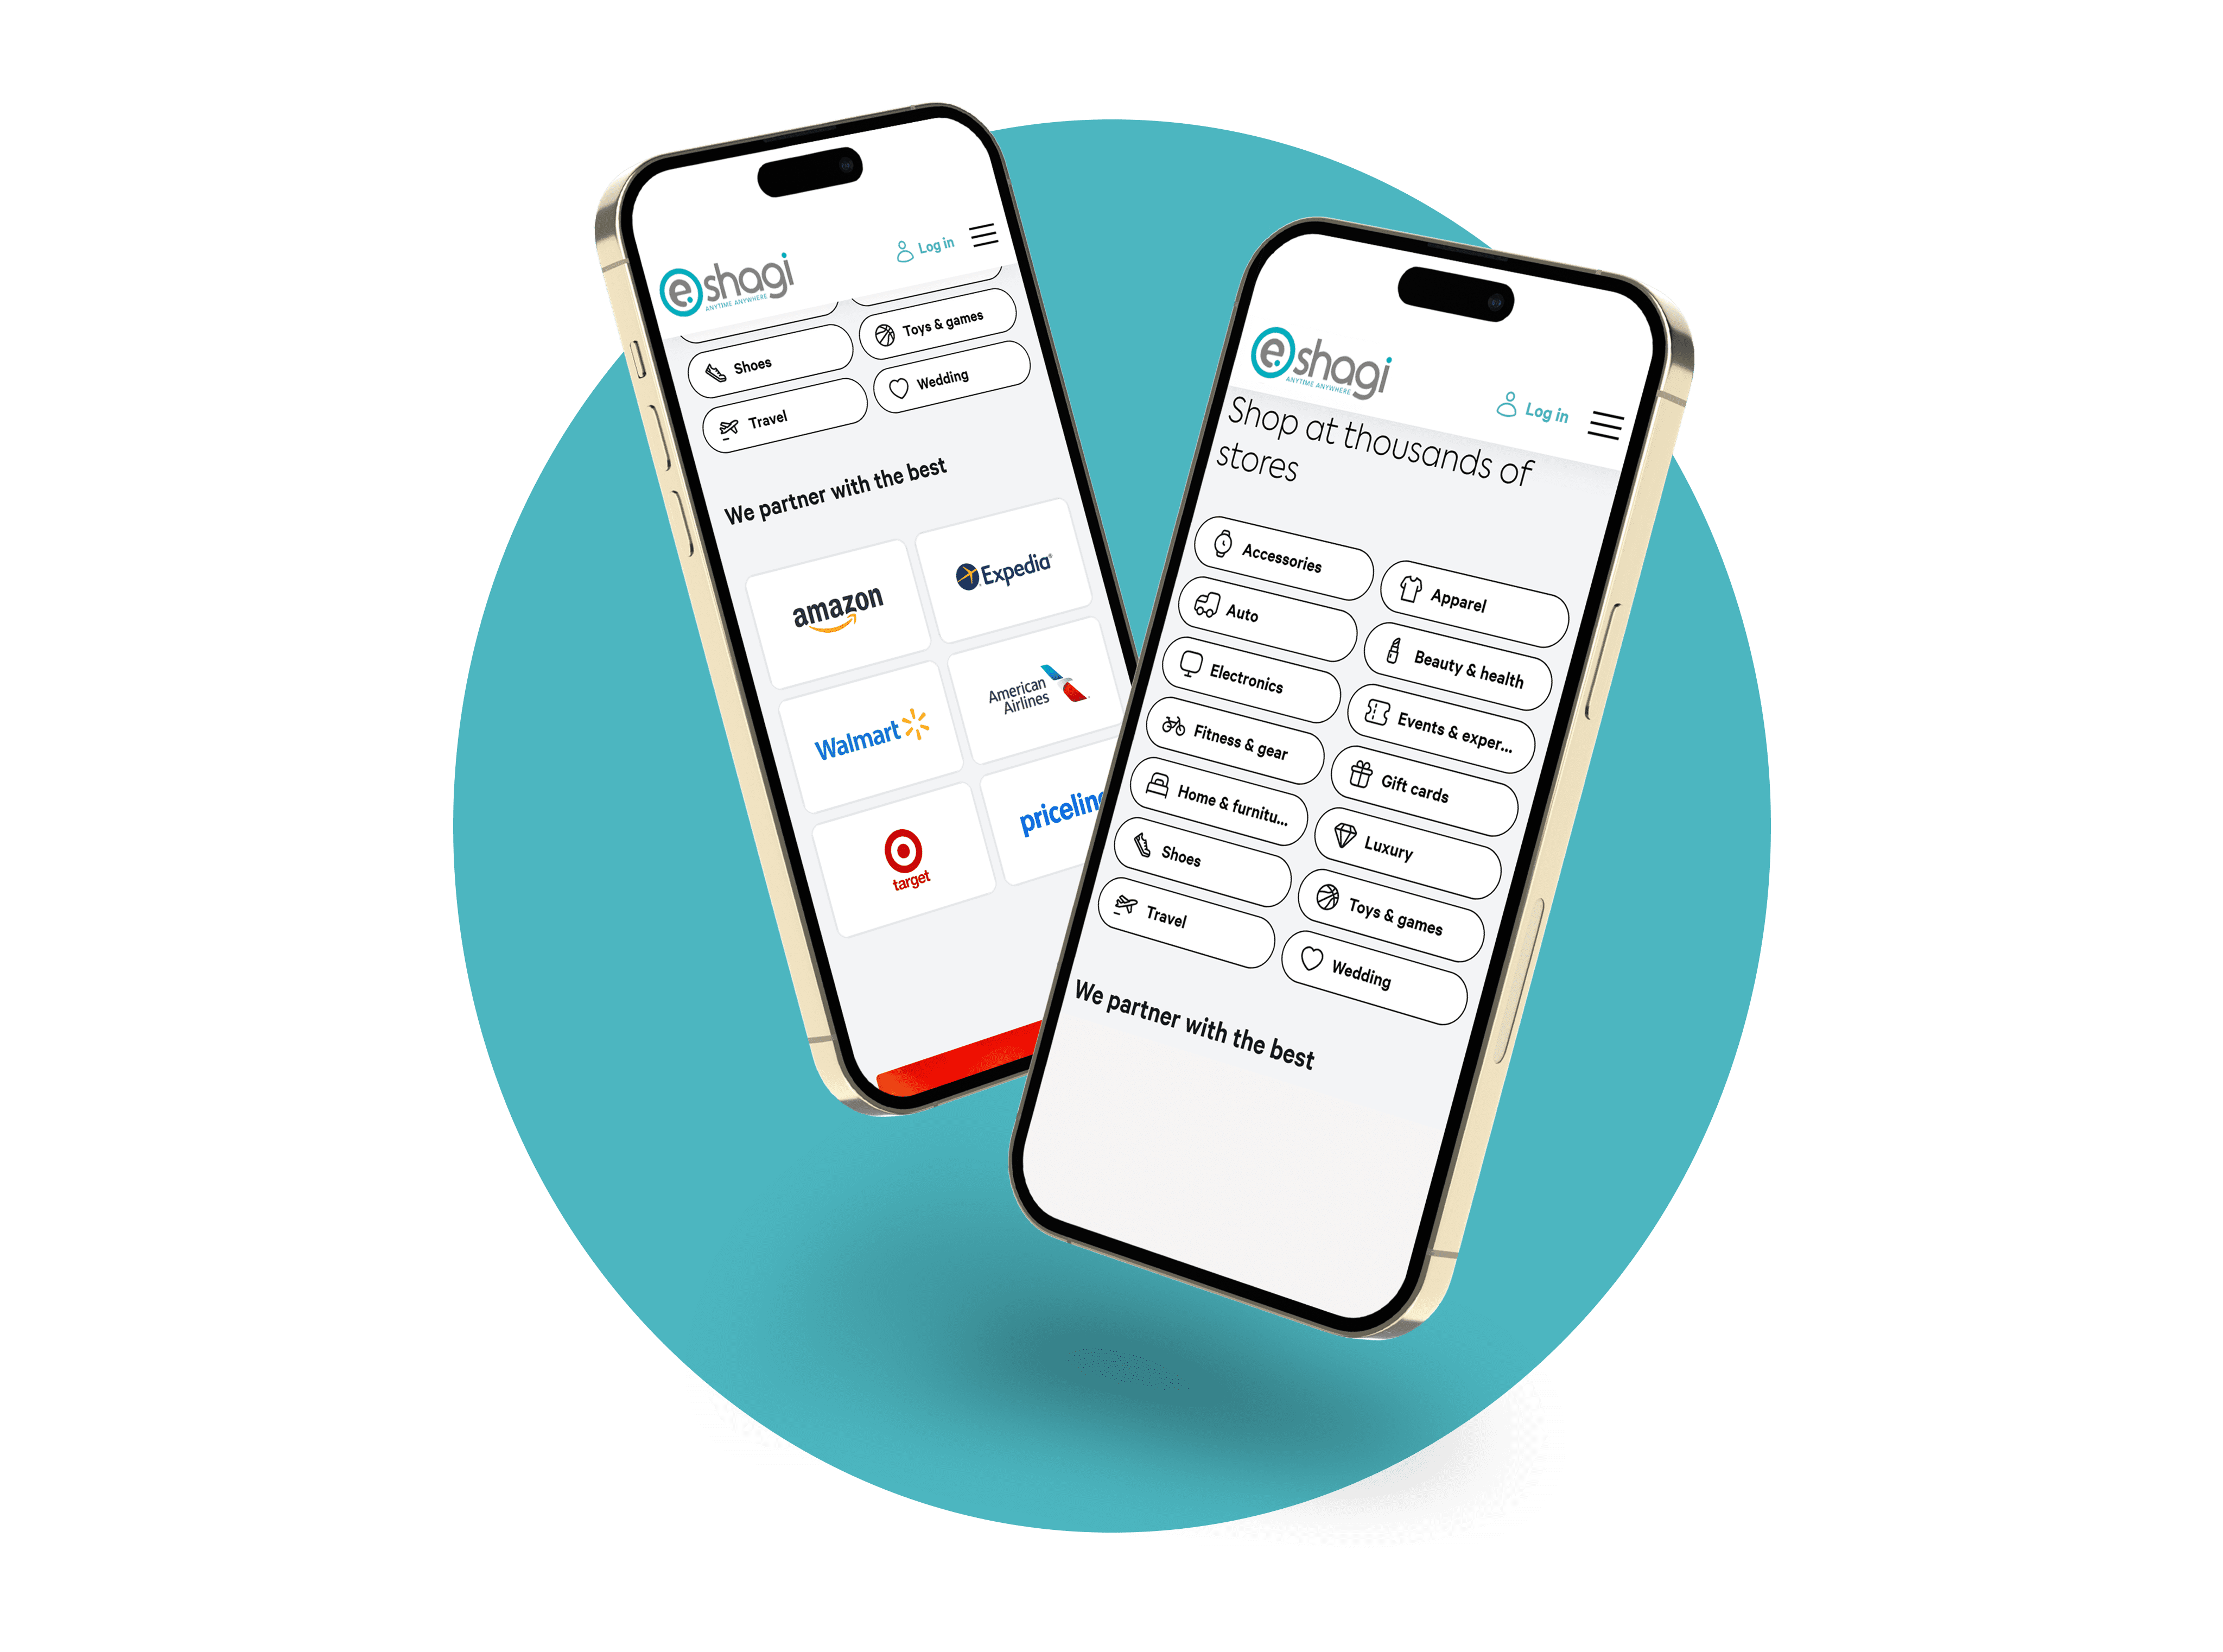 eshagi
ANYTIME ANYWHERE
Log in
Shoes
Toys & games
Travel
Wedding
We partner with the best
amazon
Expedia®
Walmart
American
Airlines
target
eshagi
ANYTIME ANYWHERE
Log in
Shop at thousands of
stores
Accessories
Apparel
Auto
Beauty & health
Electronics
Events & exper...
Fitness & gear
Gift cards
Home & furnitu...
Luxury
Shoes
Toys & games
Travel
Wedding
We partner with the best